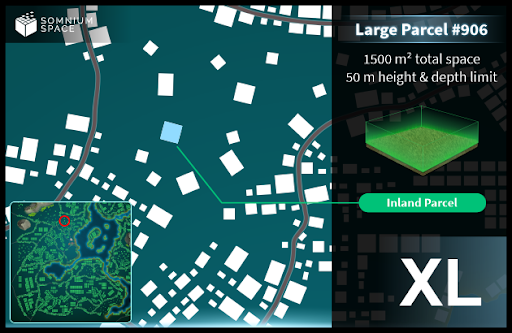 SOMNIUM
SPACE
Large Parcel #906
1500 m² total space
50 m height & depth limit
Inland Parcel
XL